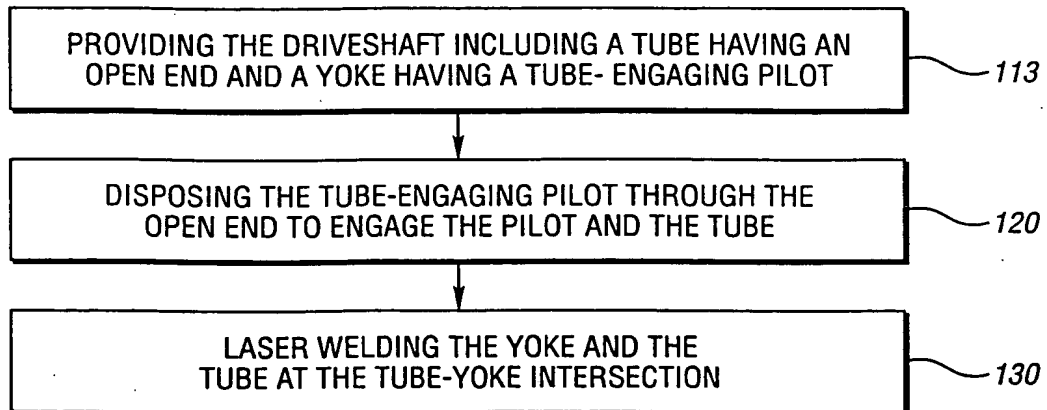 PROVIDING THE DRIVESHAFT INCLUDING A TUBE HAVING AN
OPEN END AND A YOKE HAVING A TUBE- ENGAGING PILOT
113
DISPOSING THE TUBE-ENGAGING PILOT THROUGH THE
OPEN END TO ENGAGE THE PILOT AND THE TUBE
120
LASER WELDING THE YOKE AND THE
TUBE AT THE TUBE-YOKE INTERSECTION
130